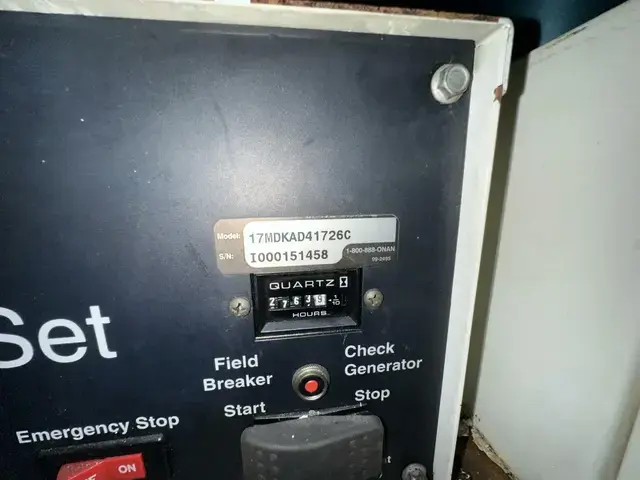 Model: 17MDKAD41726C
S/N: I000151458
1-800-888-ONAN
QUARTZ
HOURS
Set
Field Breaker
Check Generator
Start
Stop
Emergency Stop
ON